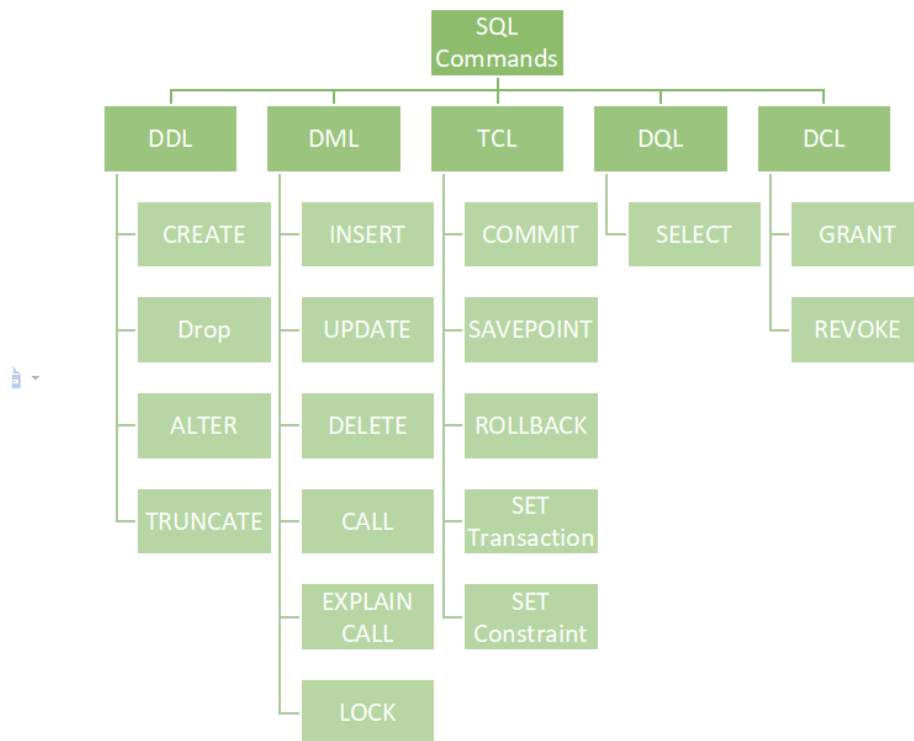 SQL
Commands
DDL
DML
TCL
DQL
DCL
CREATE
INSERT
COMMIT
SELECT
GRANT
Drop
UPDATE
SAVEPOINT
REVOKE
ALTER
DELETE
ROLLBACK
TRUNCATE
CALL
SET
Transaction
EXPLAIN
CALL
SET
Constraint
LOCK